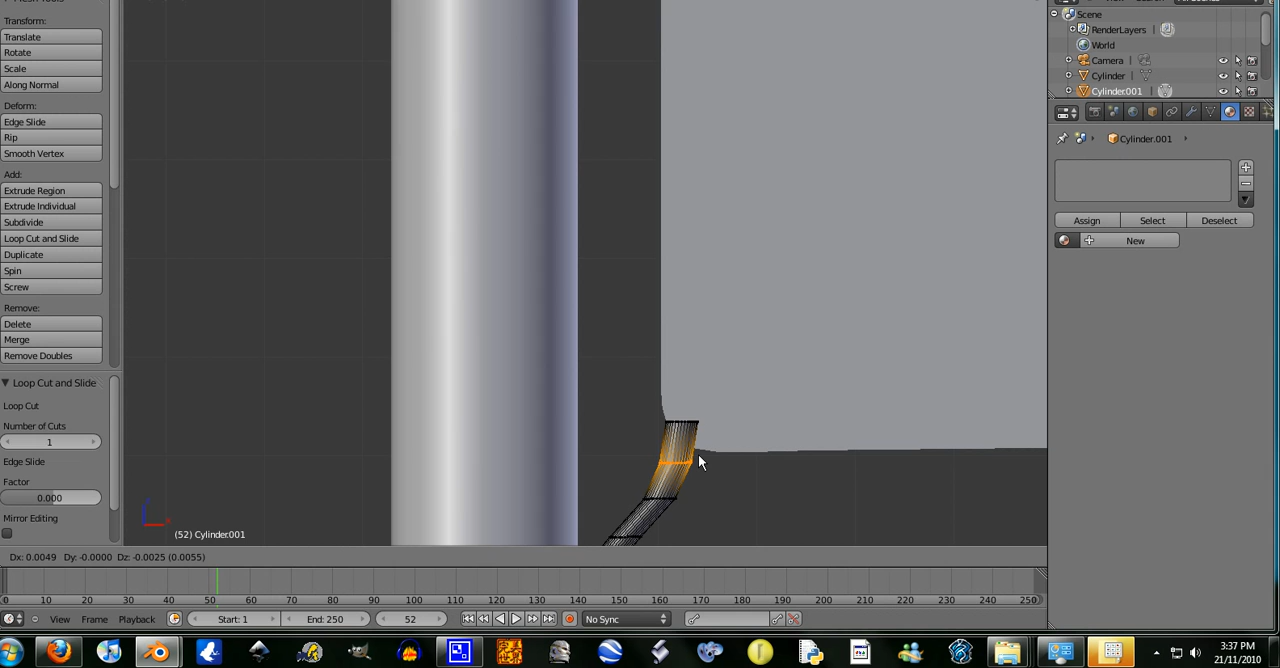 Mesh Tools
Transform:
Translate
Rotate
Scale
Along Normal
Deform:
Edge Slide
Rip
Smooth Vertex
Add:
Extrude Region
Extrude Individual
Subdivide
Loop Cut and Slide
Duplicate
Spin
Screw
Remove:
Delete
Merge
Remove Doubles
Loop Cut and Slide
Loop Cut
Number of Cuts
1
Edge Slide
Factor
0.000
Mirror Editing
(52) Cylinder.001
Dx: 0.0049 Dy: -0.0000 Dz: -0.0025 (0.0055)
0 10 20 30 40 50 60 70 80 90 100 110 120 130 140 150 160 170 180 190 200 210 220 230 240 250
View Frame Playback Start: 1 End: 250 52 No Sync
Scene
RenderLayers
World
Camera
Cylinder
Cylinder.001
Cylinder.001
Assign Select Deselect
New
3:37 PM
21/11/2010